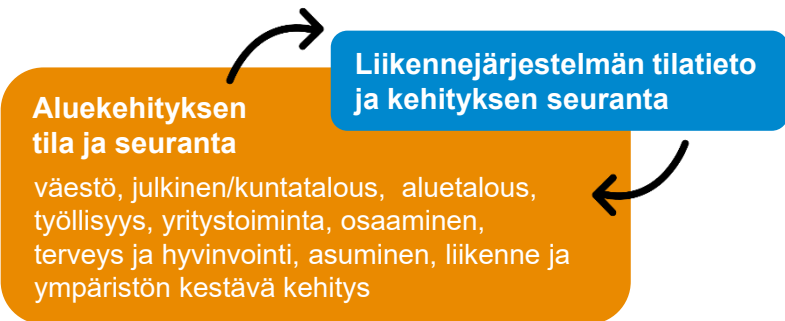 Liikennejärjestelmän tilatieto
ja kehityksen seuranta
Aluekehityksen
tila ja seuranta
väestö, julkinen/kuntatalous, aluetalous,
työllisyys, yritystoiminta, osaaminen,
terveys ja hyvinvointi, asuminen, liikenne ja
ympäristön kestävä kehitys